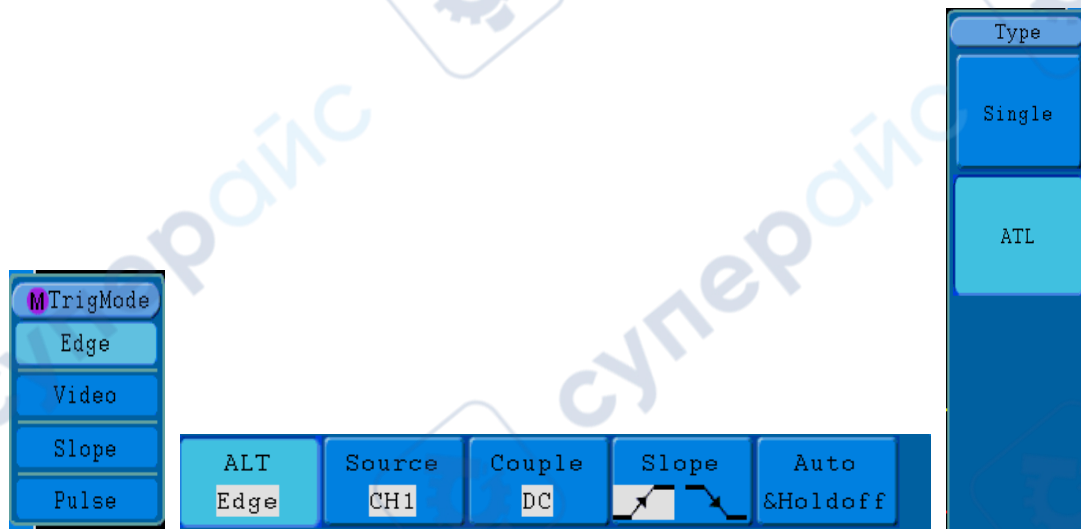 Type
Single
ATL
M TrigMode
Edge
Video
Slope
Pulse
ALT
Edge
Source
CH1
Couple
DC
Slope
Auto
&Holdoff
суперайс
суперайс